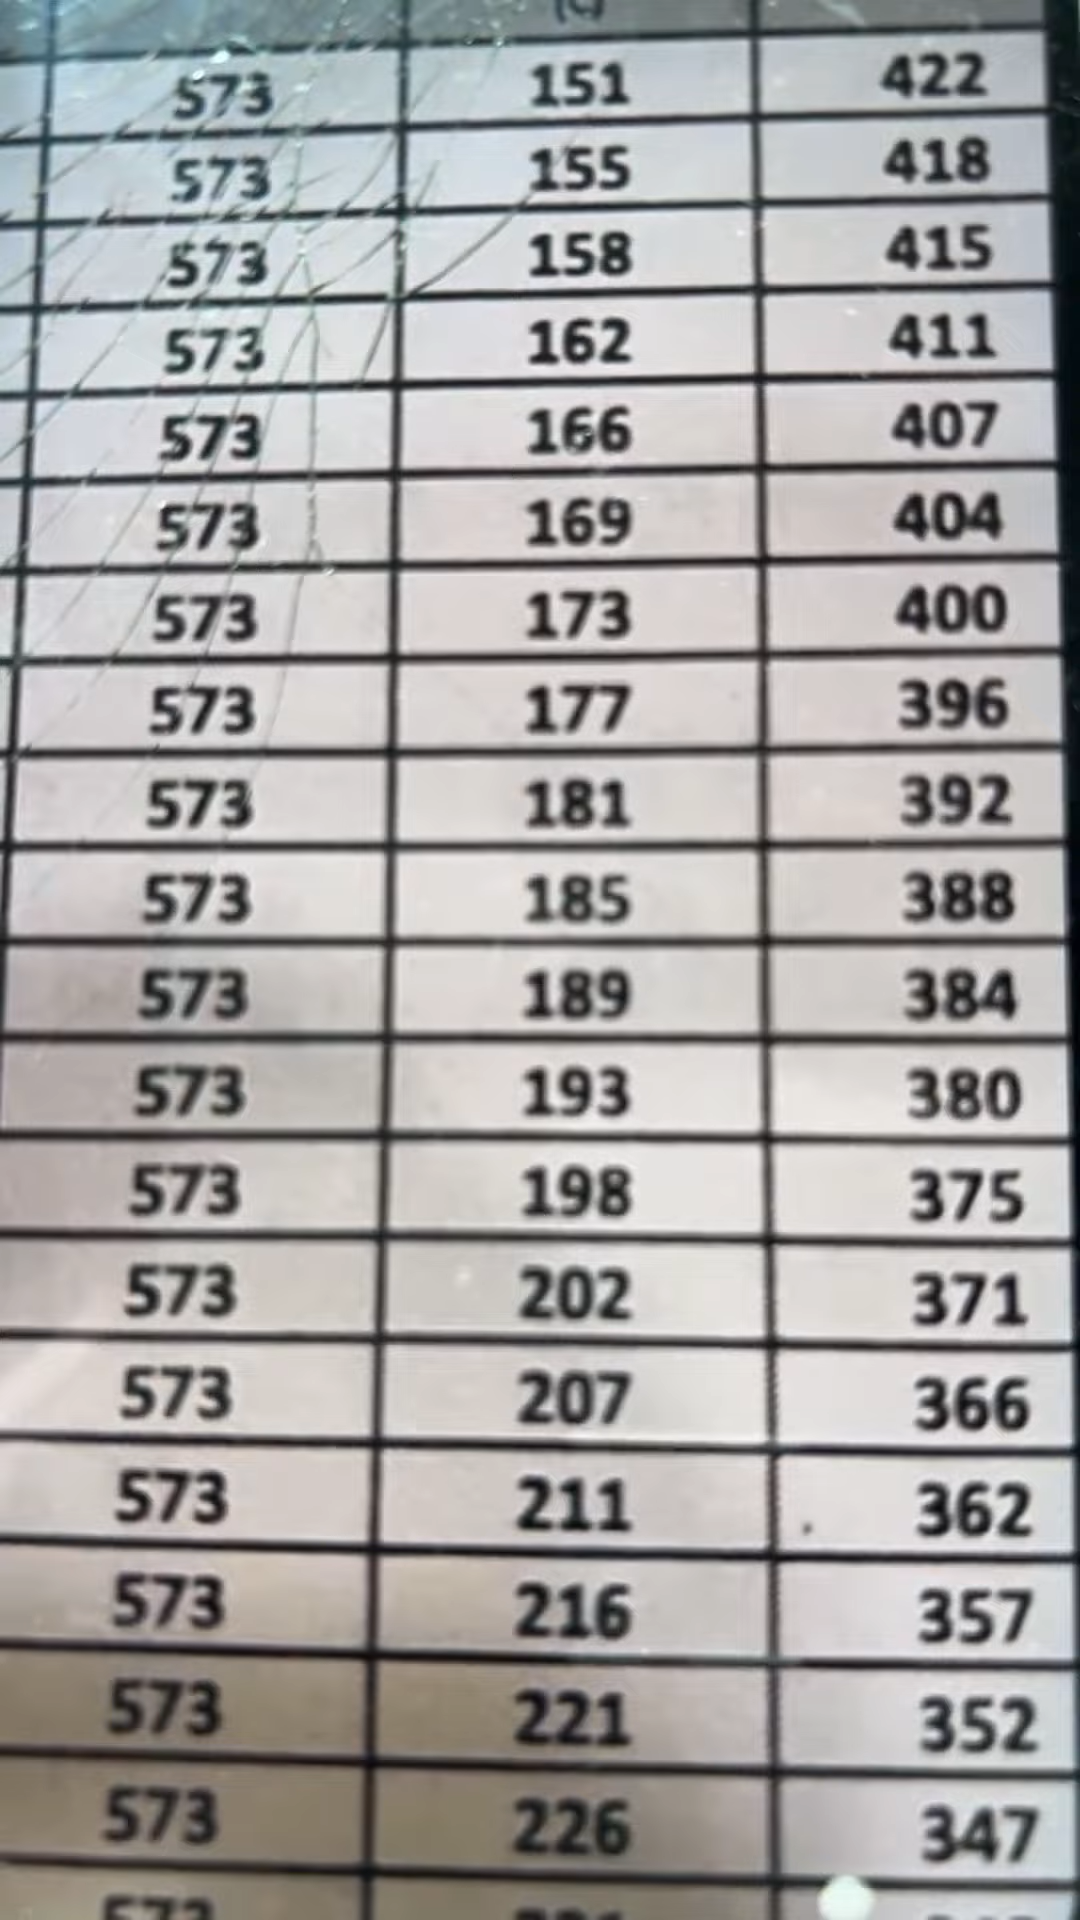 (C)
573 151 422
573 155 418
573 158 415
573 162 411
573 166 407
573 169 404
573 173 400
573 177 396
573 181 392
573 185 388
573 189 384
573 193 380
573 198 375
573 202 371
573 207 366
573 211 362
573 216 357
573 221 352
573 226 347
573